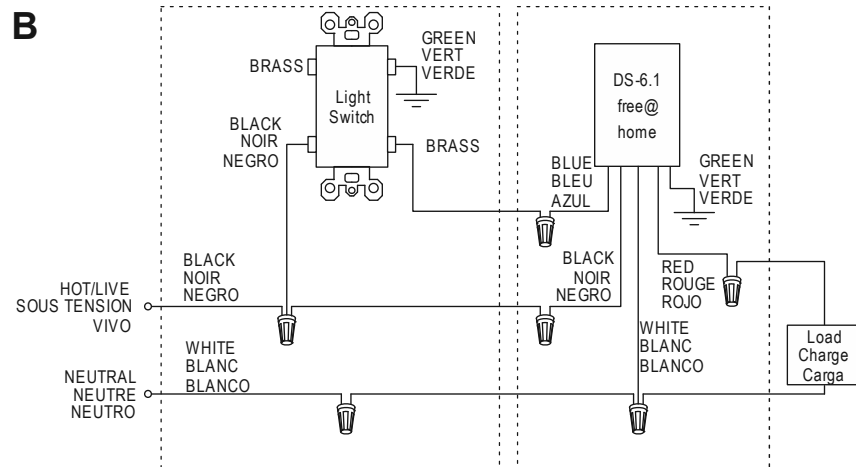 B
GREEN
VERT
VERDE
BRASS
Light
Switch
BLACK
NOIR
NEGRO
BRASS
DS-6.1
free@
home
BLUE
BLEU
AZUL
GREEN
VERT
VERDE
HOT/LIVE
SOUS TENSION
VIVO
BLACK
NOIR
NEGRO
BLACK
NOIR
NEGRO
RED
ROUGE
ROJO
WHITE
BLANC
BLANCO
WHITE
BLANC
BLANCO
Load
Charge
Carga
NEUTRAL
NEUTRE
NEUTRO